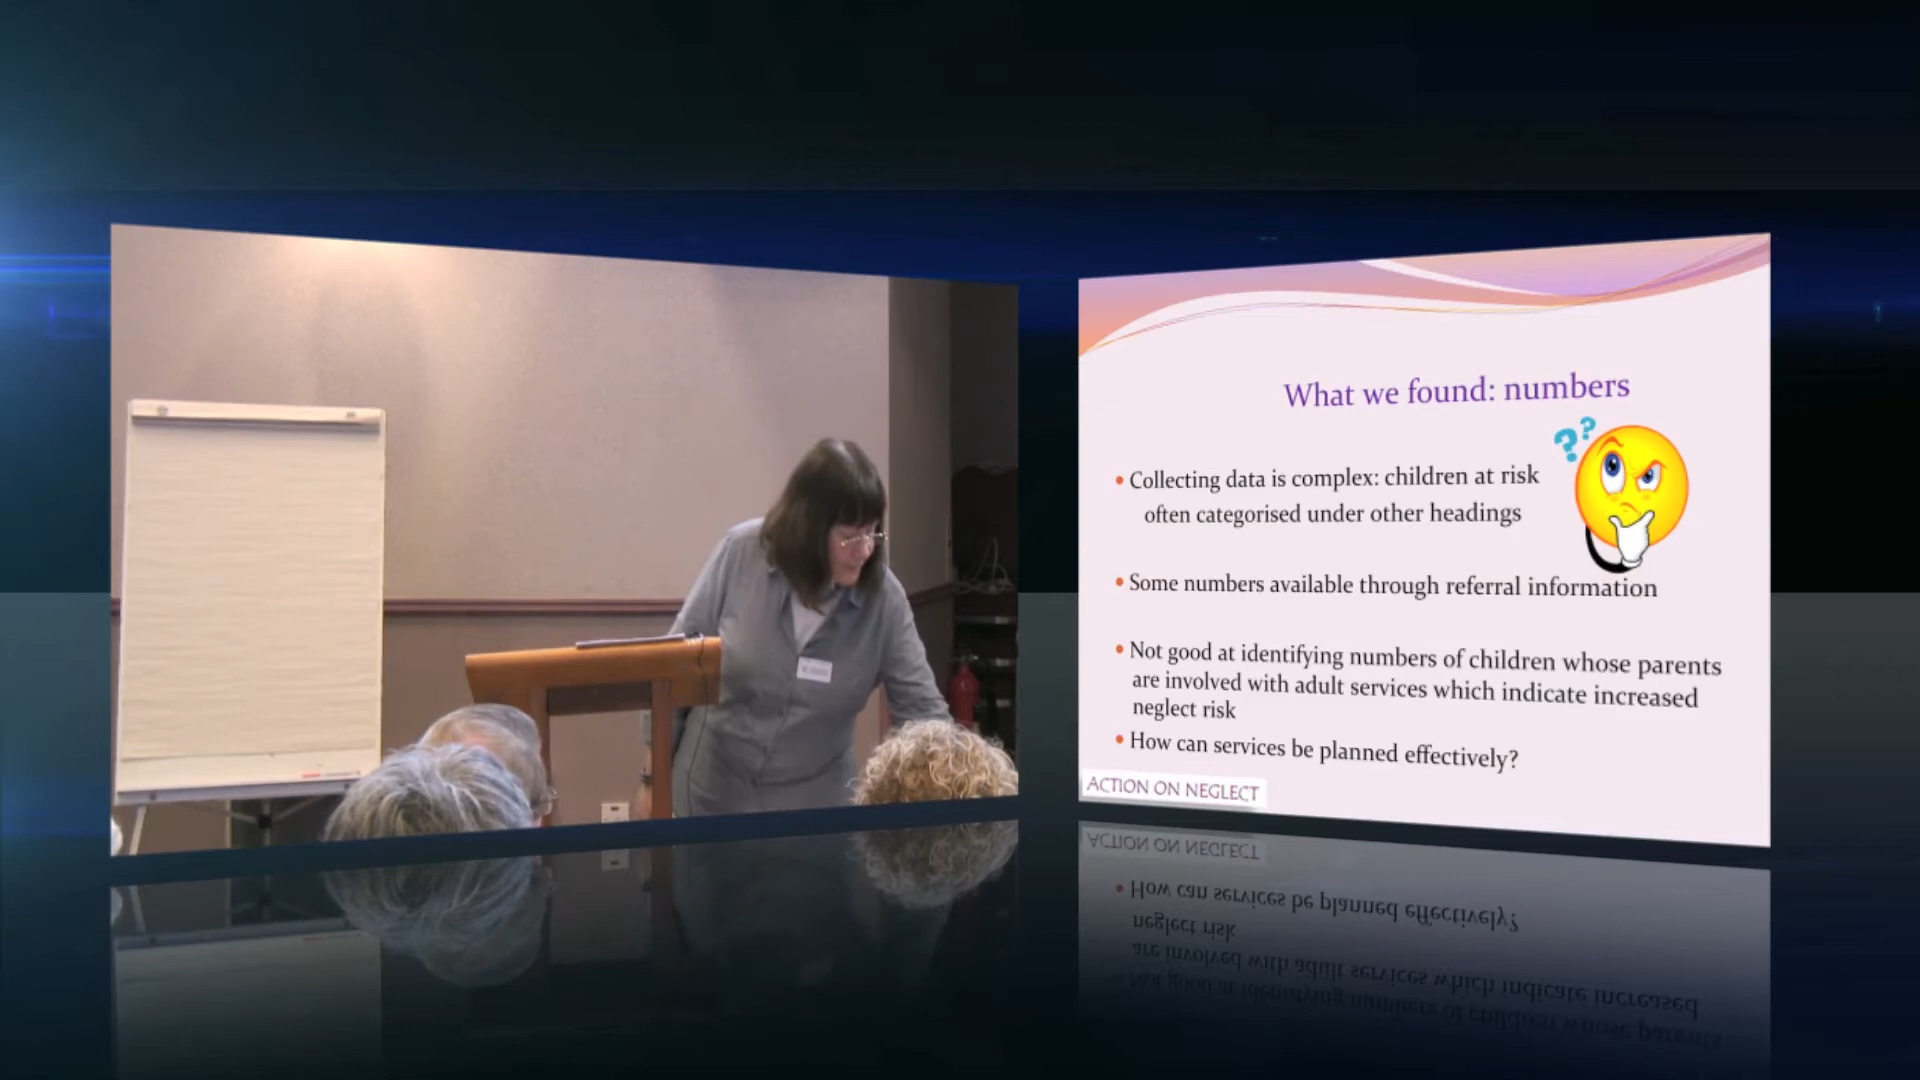 What we found: numbers
??
• Collecting data is complex: children at risk
often categorised under other headings
• Some numbers available through referral information
• Not good at identifying numbers of children whose parents
are involved with adult services which indicate increased
neglect risk
• How can services be planned effectively?
ACTION ON NEGLECT